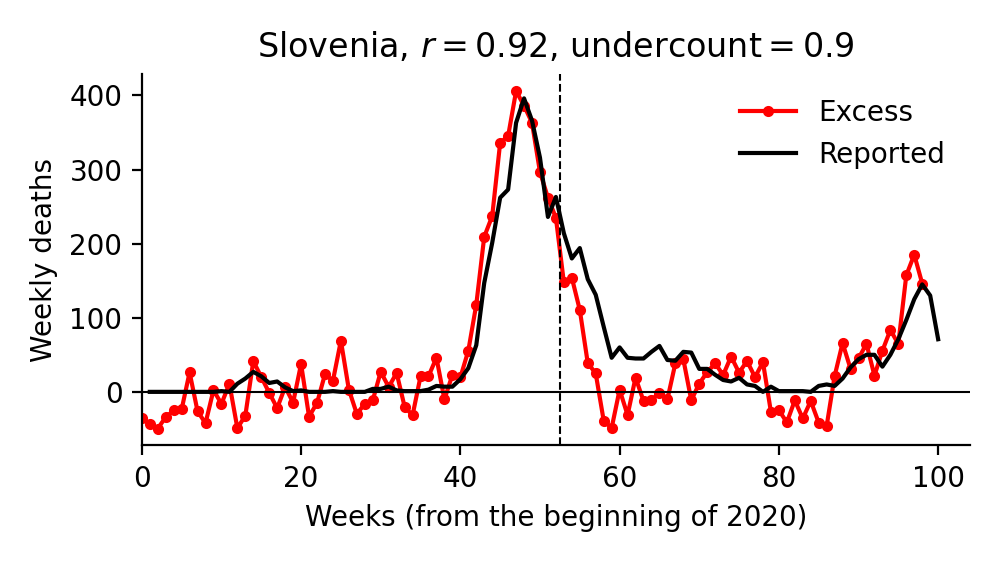 Slovenia, r = 0.92, undercount = 0.9
400
300
200
100
0
Weekly deaths
Excess
Reported
0 20 40 60 80 100
Weeks (from the beginning of 2020)